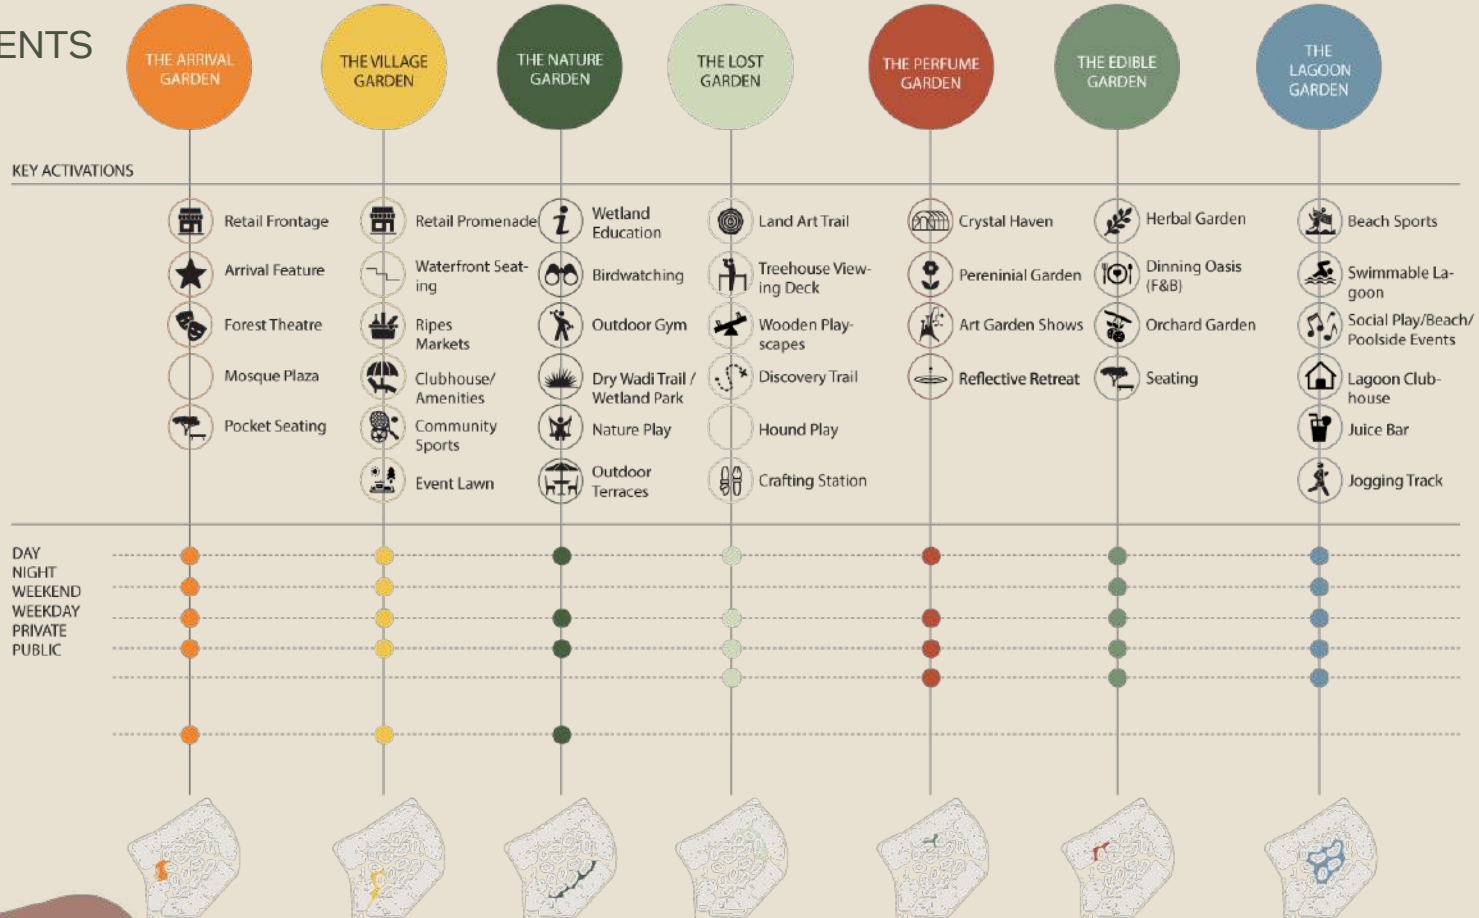 ENTS
THE ARRIVAL
GARDEN
THE VILLAGE
GARDEN
THE NATURE
GARDEN
THE LOST
GARDEN
THE PERFUME
GARDEN
THE EDIBLE
GARDEN
THE
LAGOON
GARDEN
KEY ACTIVATIONS
Retail Frontage
Arrival Feature
Forest Theatre
Mosque Plaza
Pocket Seating
Retail Promenade
Waterfront Seat-
ing
Ripes
Markets
Clubhouse/
Amenities
Community
Sports
Event Lawn
Wetland
Education
Birdwatching
Outdoor Gym
Dry Wadi Trail /
Wetland Park
Nature Play
Outdoor
Terraces
Land Art Trail
Treehouse View-
ing Deck
Wooden Play-
scapes
Discovery Trail
Hound Play
Crafting Station
Crystal Haven
Pereninial Garden
Art Garden Shows
Reflective Retreat
Herbal Garden
Dinning Oasis
(F&B)
Orchard Garden
Seating
Beach Sports
Swimmable La-
goon
Social Play/Beach/
Poolside Events
Lagoon Club-
house
Juice Bar
Jogging Track
DAY
NIGHT
WEEKEND
WEEKDAY
PRIVATE
PUBLIC